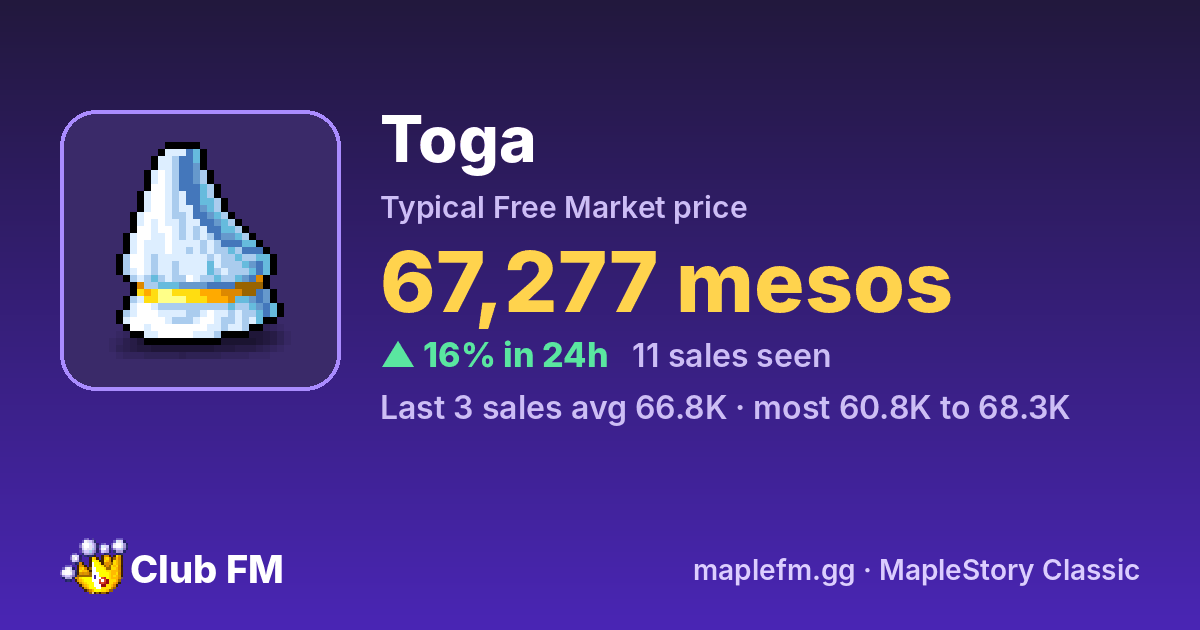 Toga
Typical Free Market price
67,277 mesos
▲ 16% in 24h 11 sales seen
Last 3 sales avg 66.8K · most 60.8K to 68.3K
Club FM
maplefm.gg · MapleStory Classic